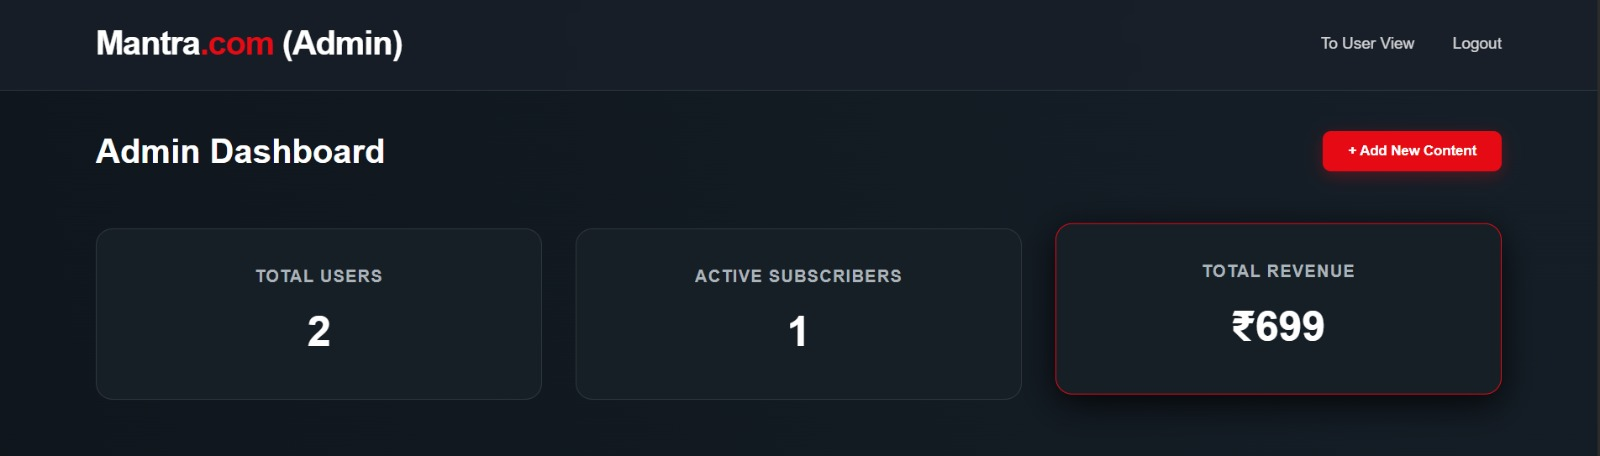 Mantra.com (Admin)
To User View
Logout
Admin Dashboard
+ Add New Content
TOTAL USERS
2
ACTIVE SUBSCRIBERS
1
TOTAL REVENUE
₹699